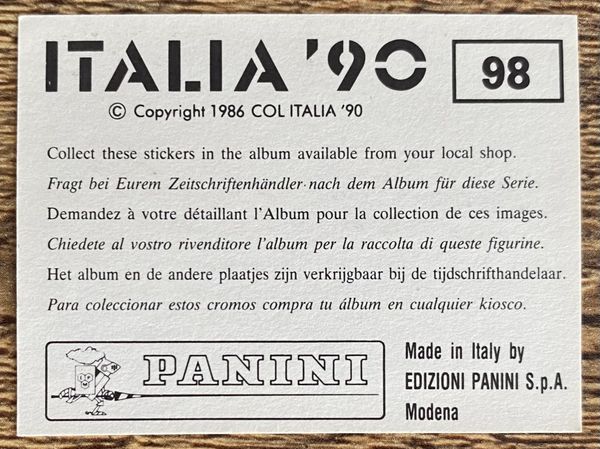 ITALIA '90
98
© Copyright 1986 COL ITALIA '90
Collect these stickers in the album available from your local shop.
Fragt bei Eurem Zeitschriftenhändler nach dem Album für diese Serie.
Demandez à votre détaillant l'Album pour la collection de ces images.
Chiedete al vostro rivenditore l'album per la raccolta di queste figurine.
Het album en de andere plaatjes zijn verkrijgbaar bij de tijdschrifthandelaar.
Para coleccionar estos cromos compra tu álbum en cualquier kiosco.
PANINI
Made in Italy by
EDIZIONI PANINI S.p.A.
Modena